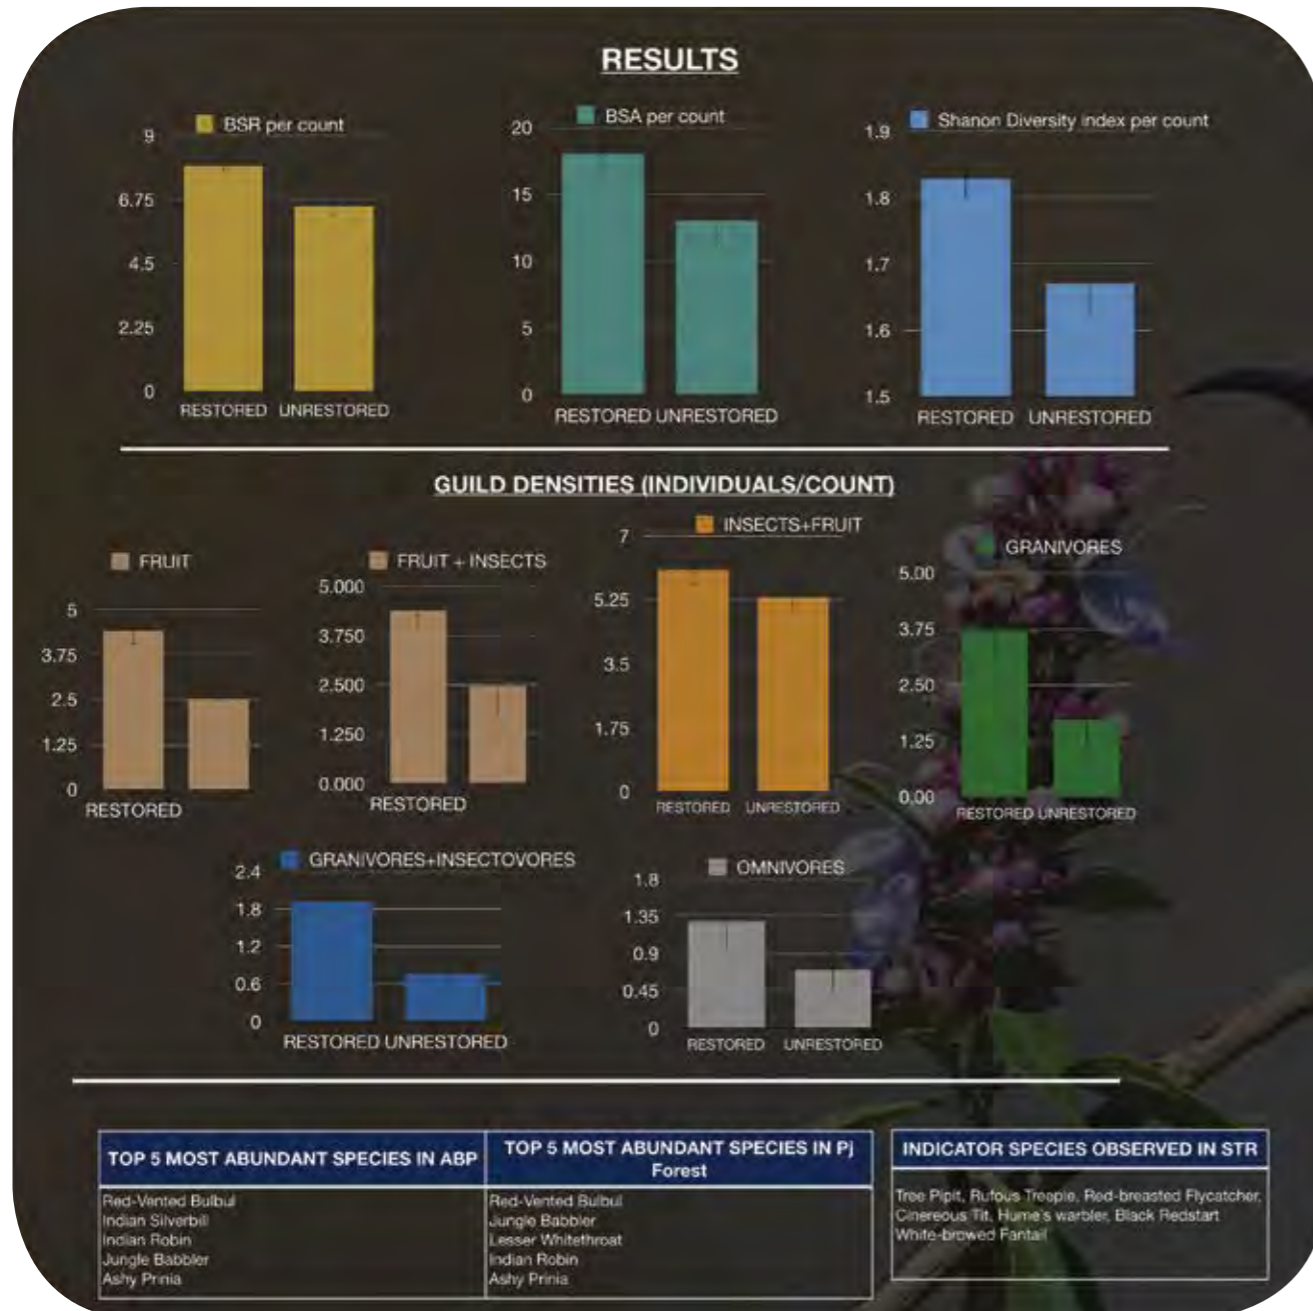 RESULTS
BSR per count
9
6.75
4.5
2.25
0
RESTORED UNRESTORED
BSA per count
20
15
10
5
0
RESTORED UNRESTORED
Shanon Diversity index per count
1.9
1.8
1.7
1.6
1.5
RESTORED UNRESTORED
GUILD DENSITIES (INDIVIDUALS/COUNT)
FRUIT
5
3.75
2.5
1.25
0
RESTORED
FRUIT + INSECTS
5.000
3.750
2.500
1.250
0.000
RESTORED
INSECTS+FRUIT
7
5.25
3.5
1.75
0
RESTORED UNRESTORED
GRANIVORES
5.00
3.75
2.50
1.25
0.00
RESTORED UNRESTORED
GRANIVORES+INSECTOVORES
2.4
1.8
1.2
0.6
0
RESTORED UNRESTORED
OMNIVORES
1.8
1.35
0.9
0.45
0
RESTORED UNRESTORED
TOP 5 MOST ABUNDANT SPECIES IN ABP
Red-Vented Bulbul
Indian Silverbill
Indian Robin
Jungle Babbler
Ashy Prinia
TOP 5 MOST ABUNDANT SPECIES IN Pj
Forest
Red-Vented Bulbul
Jungle Babbler
Lesser Whitethroat
Indian Robin
Ashy Prinia
INDICATOR SPECIES OBSERVED IN STR
Tree Pipit, Rufous Treepie, Red-breasted Flycatcher,
Cinereous Tit, Hume's warbler, Black Redstart
White-browed Fantail